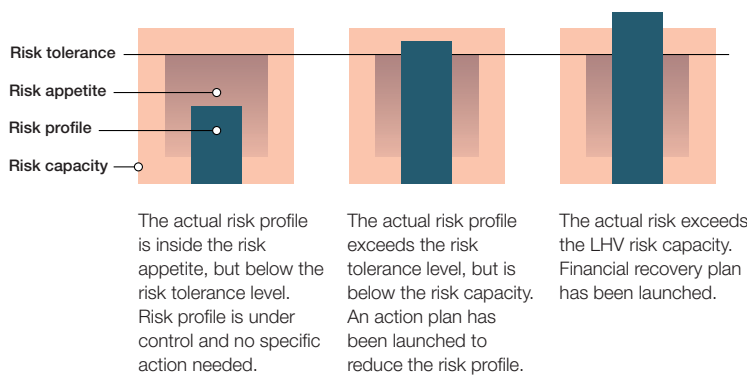 Risk tolerance
Risk appetite
Risk profile
Risk capacity
The actual risk profile
is inside the risk
appetite, but below the
risk tolerance level.
Risk profile is under
control and no specific
action needed.
The actual risk profile
exceeds the risk
tolerance level, but is
below the risk capacity.
An action plan has
been launched to
reduce the risk profile.
The actual risk exceeds
the LHV risk capacity.
Financial recovery plan
has been launched.